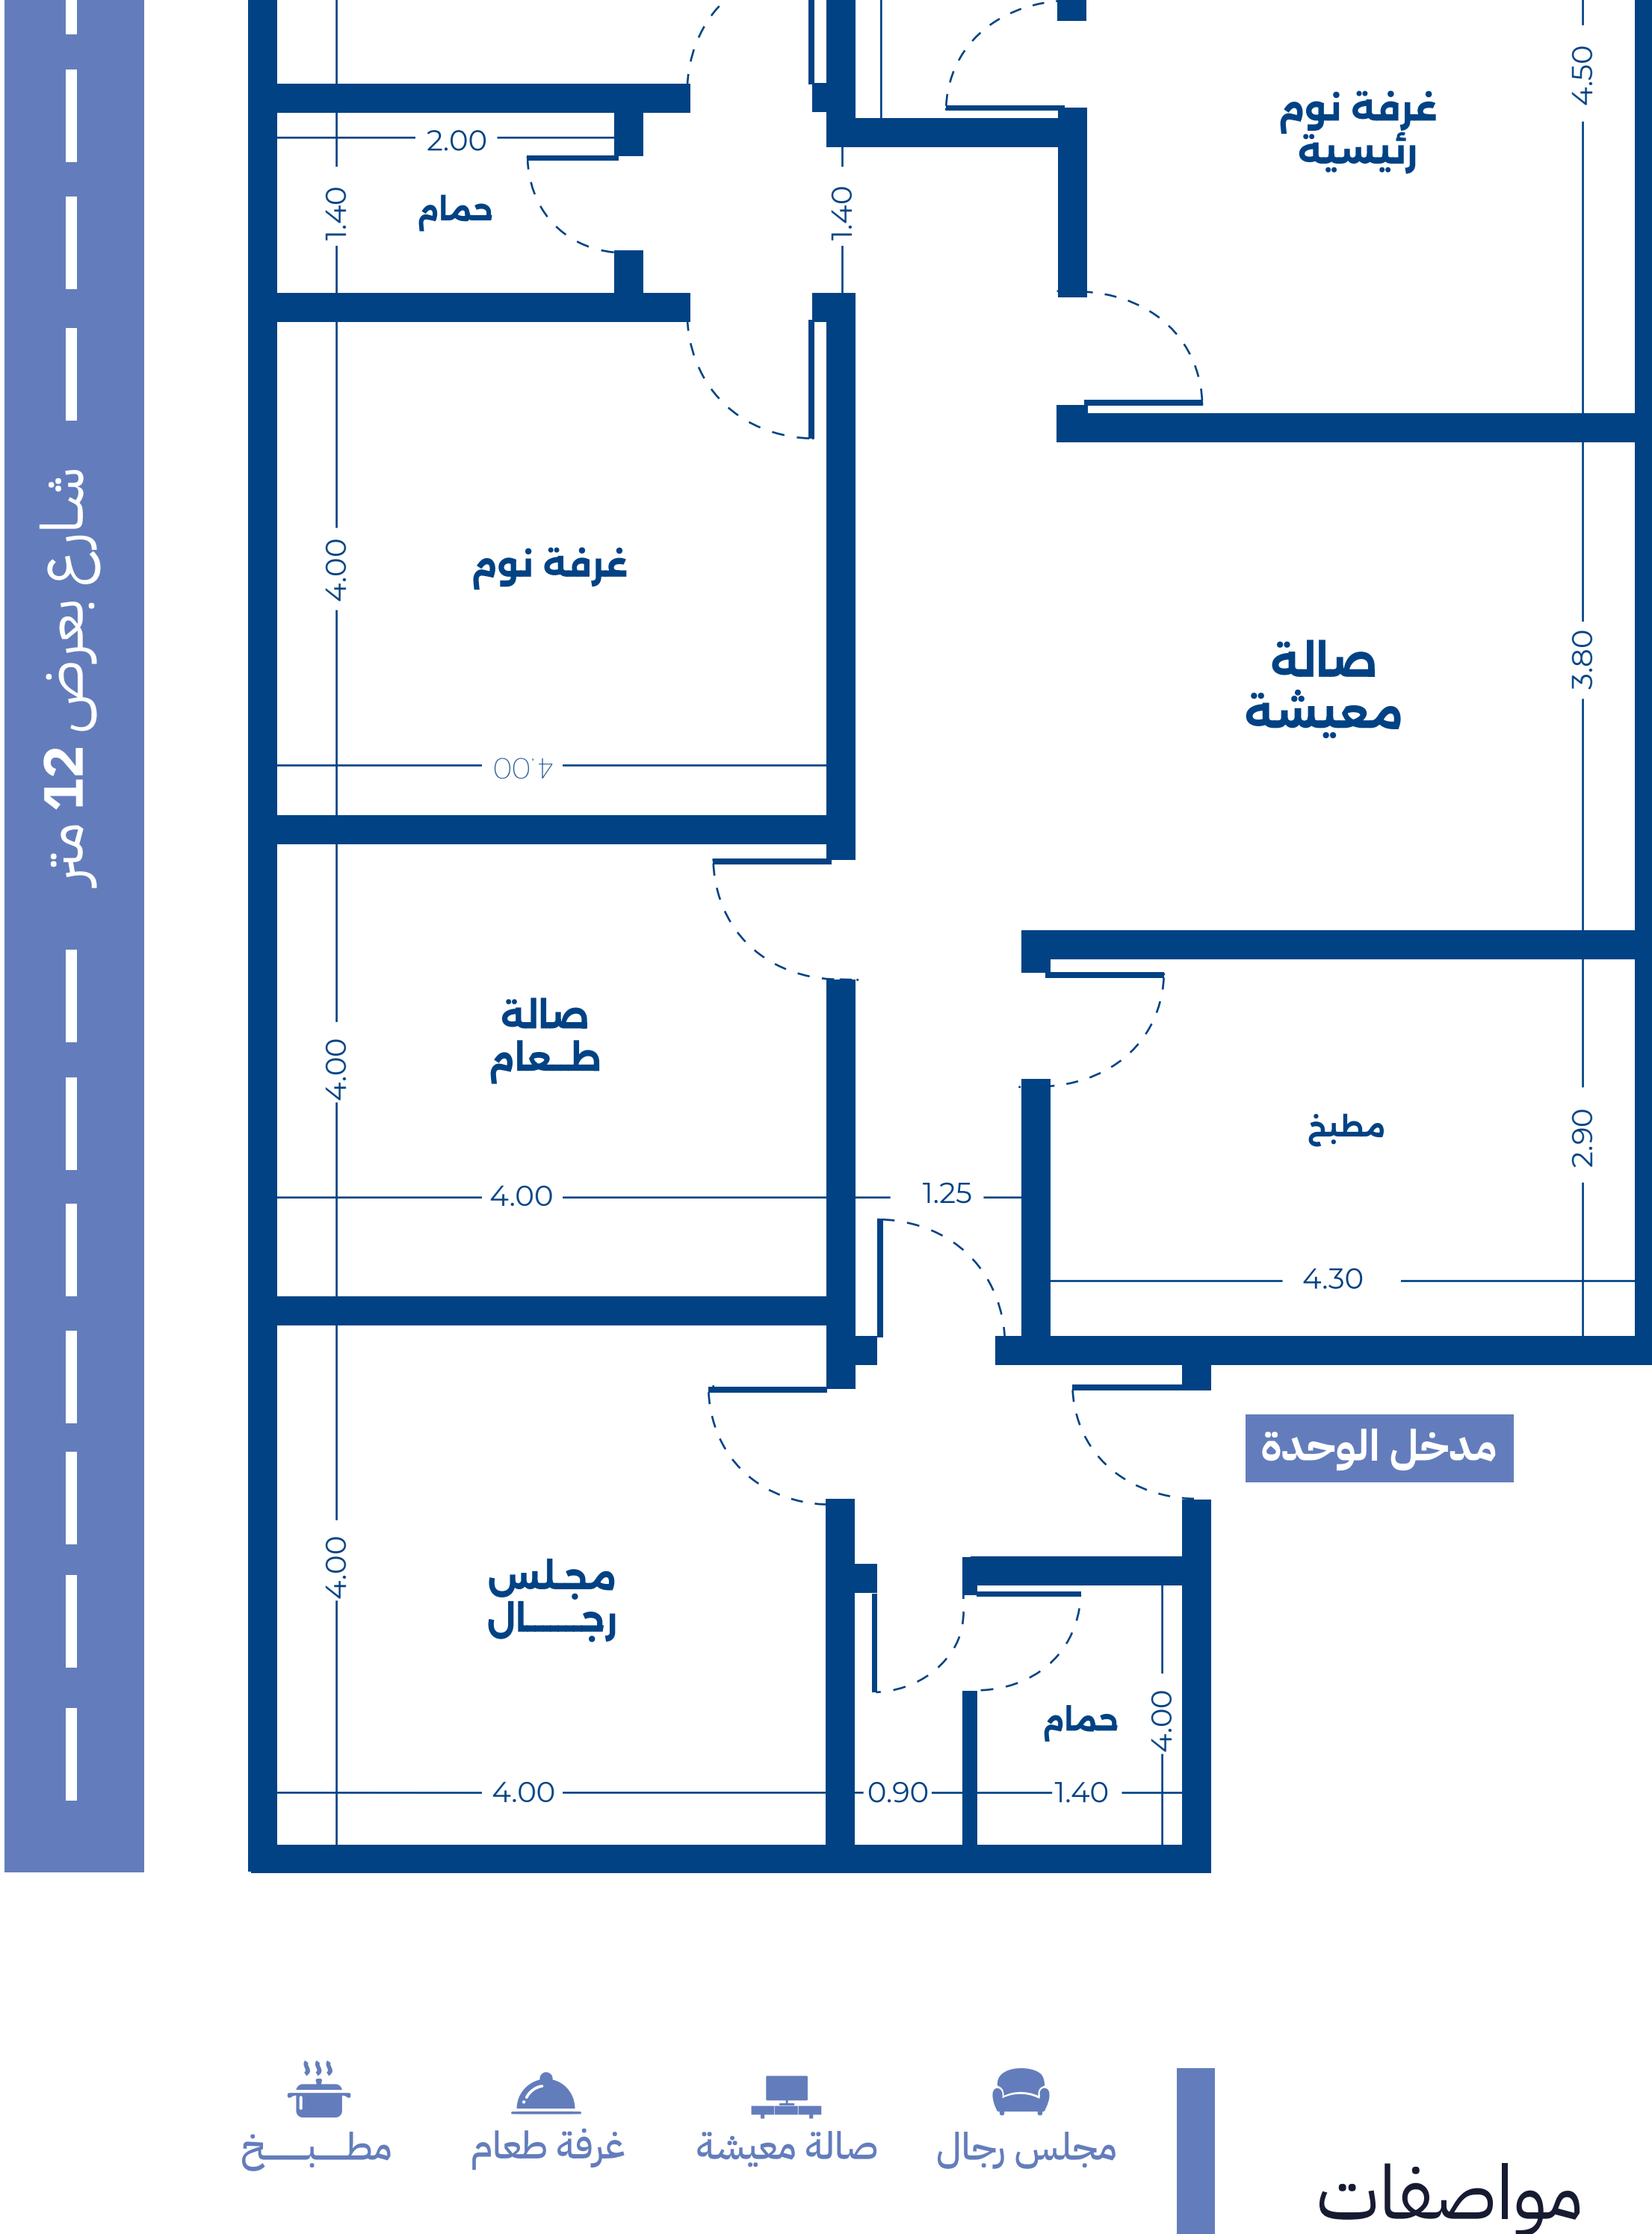 4.50
غرفة نوم
رئيسية
2.00
1.40
حمام
1.40
شارع بعرض 12 متر
4.00
غرفة نوم
4.00
صالة
معيشة
3.80
صالة
طــعام
4.00
4.00
1.25
مطبخ
2.90
4.30
مدخل الوحدة
4.00
مجلس
رجـــــال
حمام
4.00
4.00
0.90
1.40
مجلس رجال
صالة معيشة
غرفة طعام
مطـــبــــخ
مواصفات